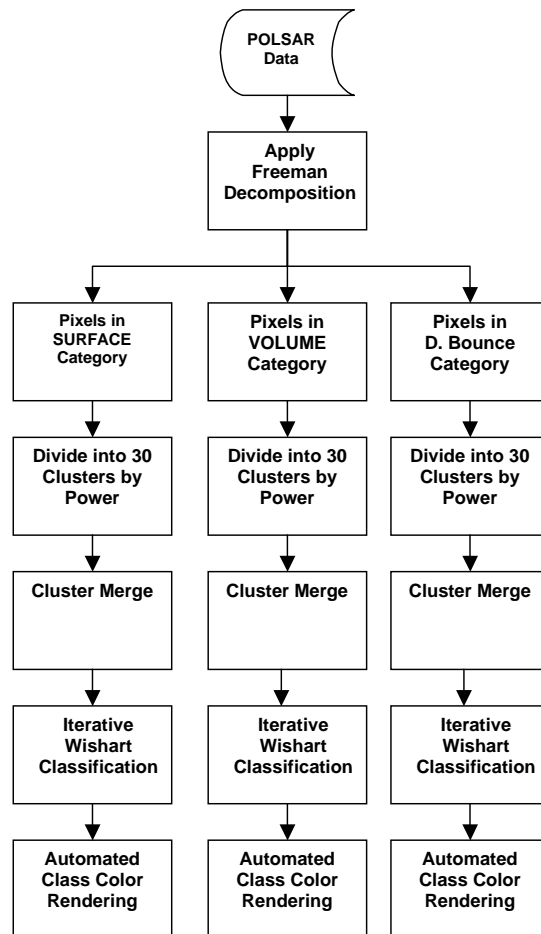 POLSAR
Data
Apply
Freeman
Decomposition
Pixels in
SURFACE
Category
Pixels in
VOLUME
Category
Pixels in
D. Bounce
Category
Divide into 30
Clusters by
Power
Divide into 30
Clusters by
Power
Divide into 30
Clusters by
Power
Cluster Merge
Cluster Merge
Cluster Merge
Iterative
Wishart
Classification
Iterative
Wishart
Classification
Iterative
Wishart
Classification
Automated
Class Color
Rendering
Automated
Class Color
Rendering
Automated
Class Color
Rendering